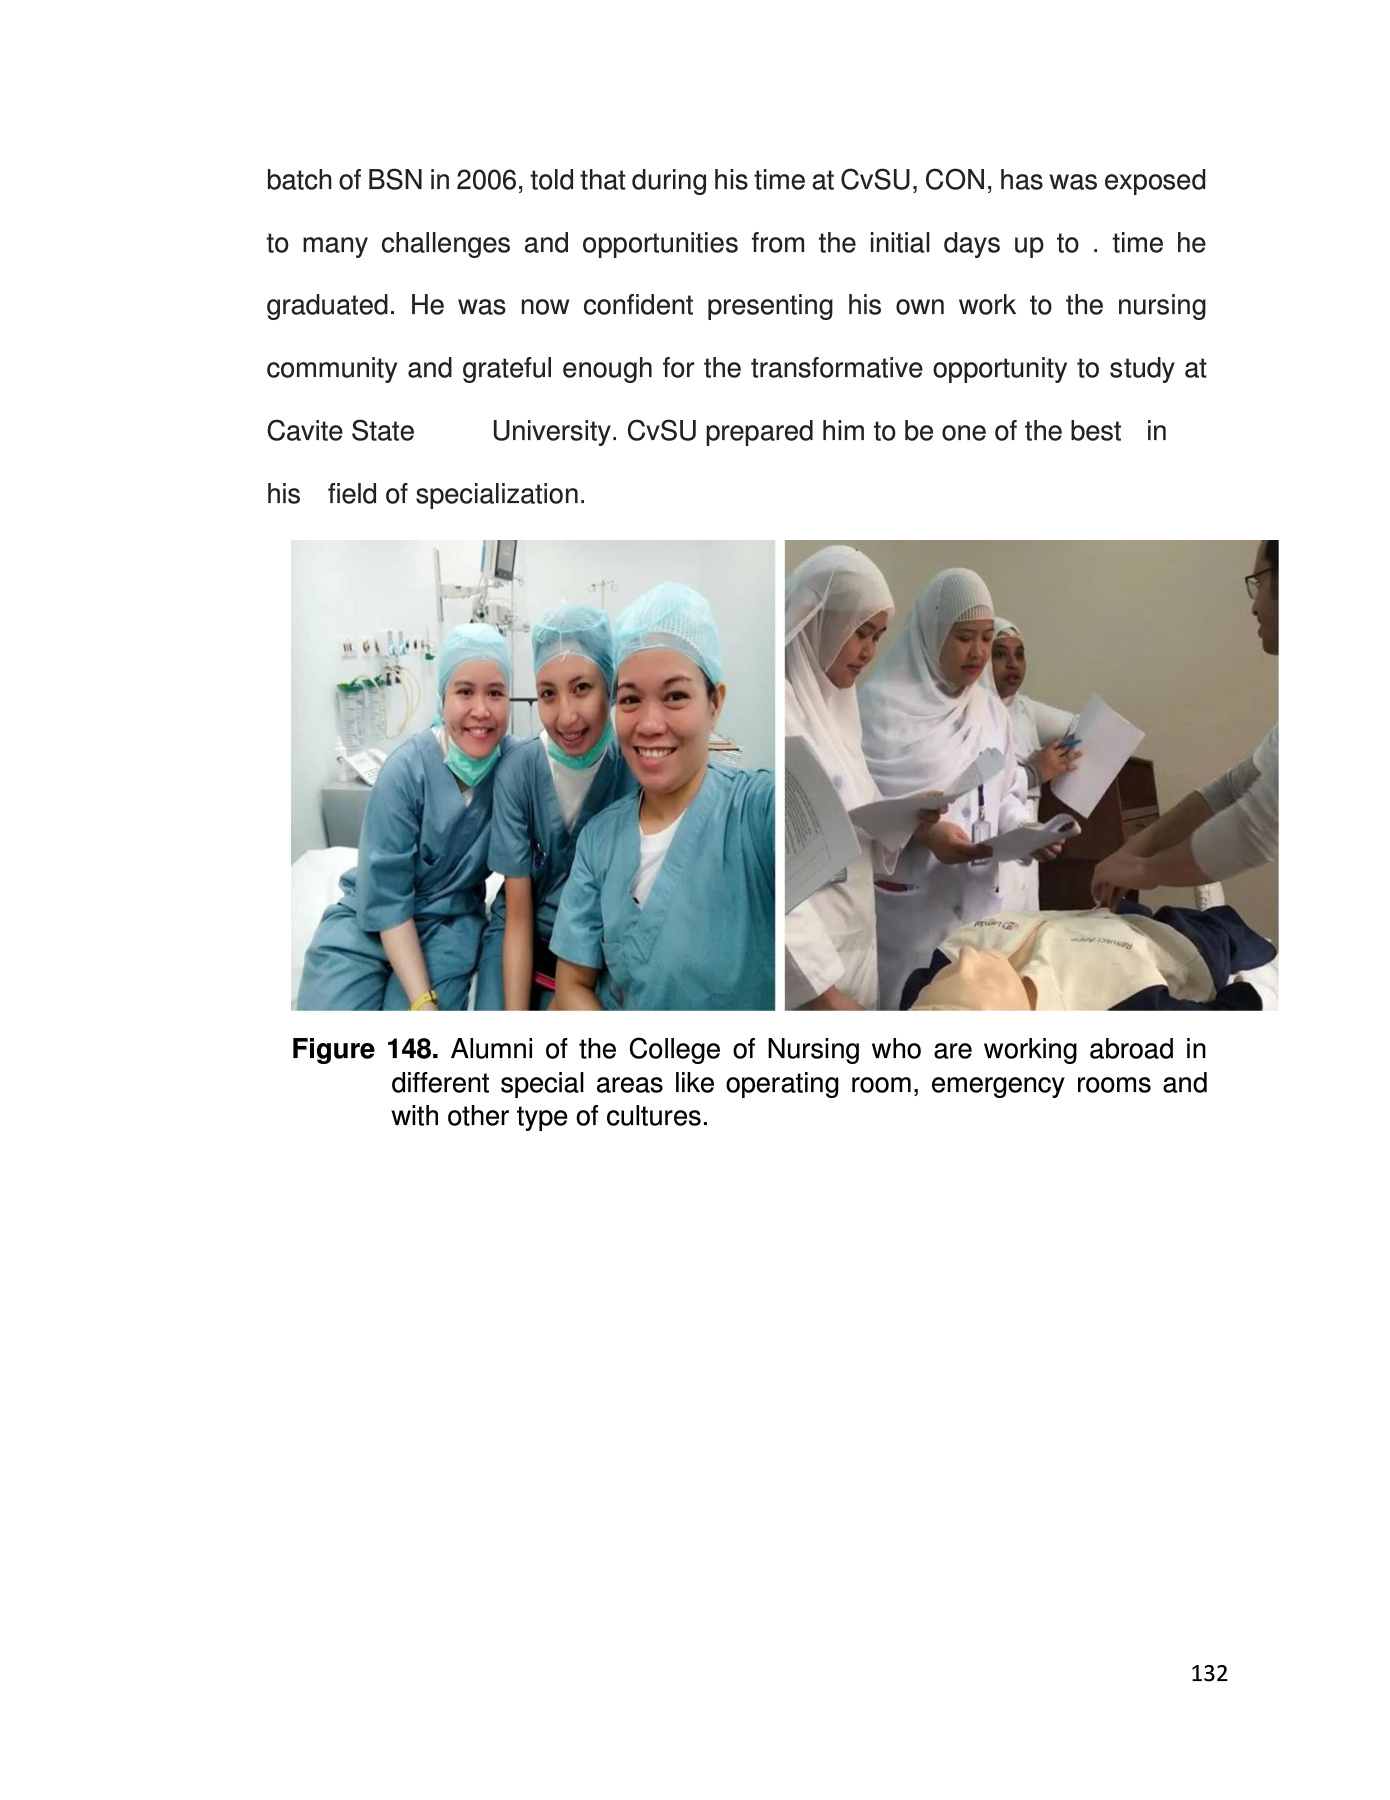 batch of BSN in 2006, told that during his time at CvSU, CON, has was exposed
to many challenges and opportunities from the initial days up to . time he
graduated. He was now confident presenting his own work to the nursing
community and grateful enough for the transformative opportunity to study at
Cavite State University. CvSU prepared him to be one of the best in
his field of specialization.
Laerdal
Resusci Anne
Figure 148. Alumni of the College of Nursing who are working abroad in
different special areas like operating room, emergency rooms and
with other type of cultures.
132